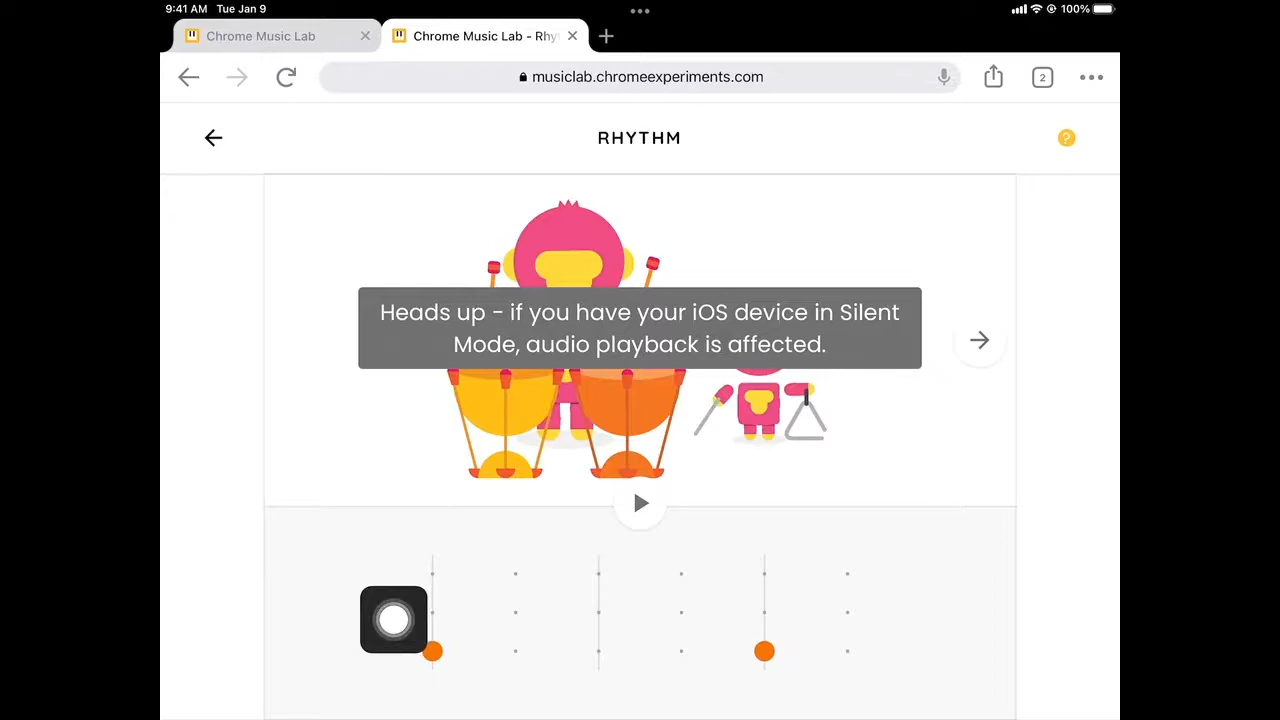 9:41 AM Tue Jan 9
100%
Chrome Music Lab
Chrome Music Lab - Rhy
musiclab.chromeexperiments.com
2
RHYTHM
?
Heads up - if you have your iOS device in Silent
Mode, audio playback is affected.